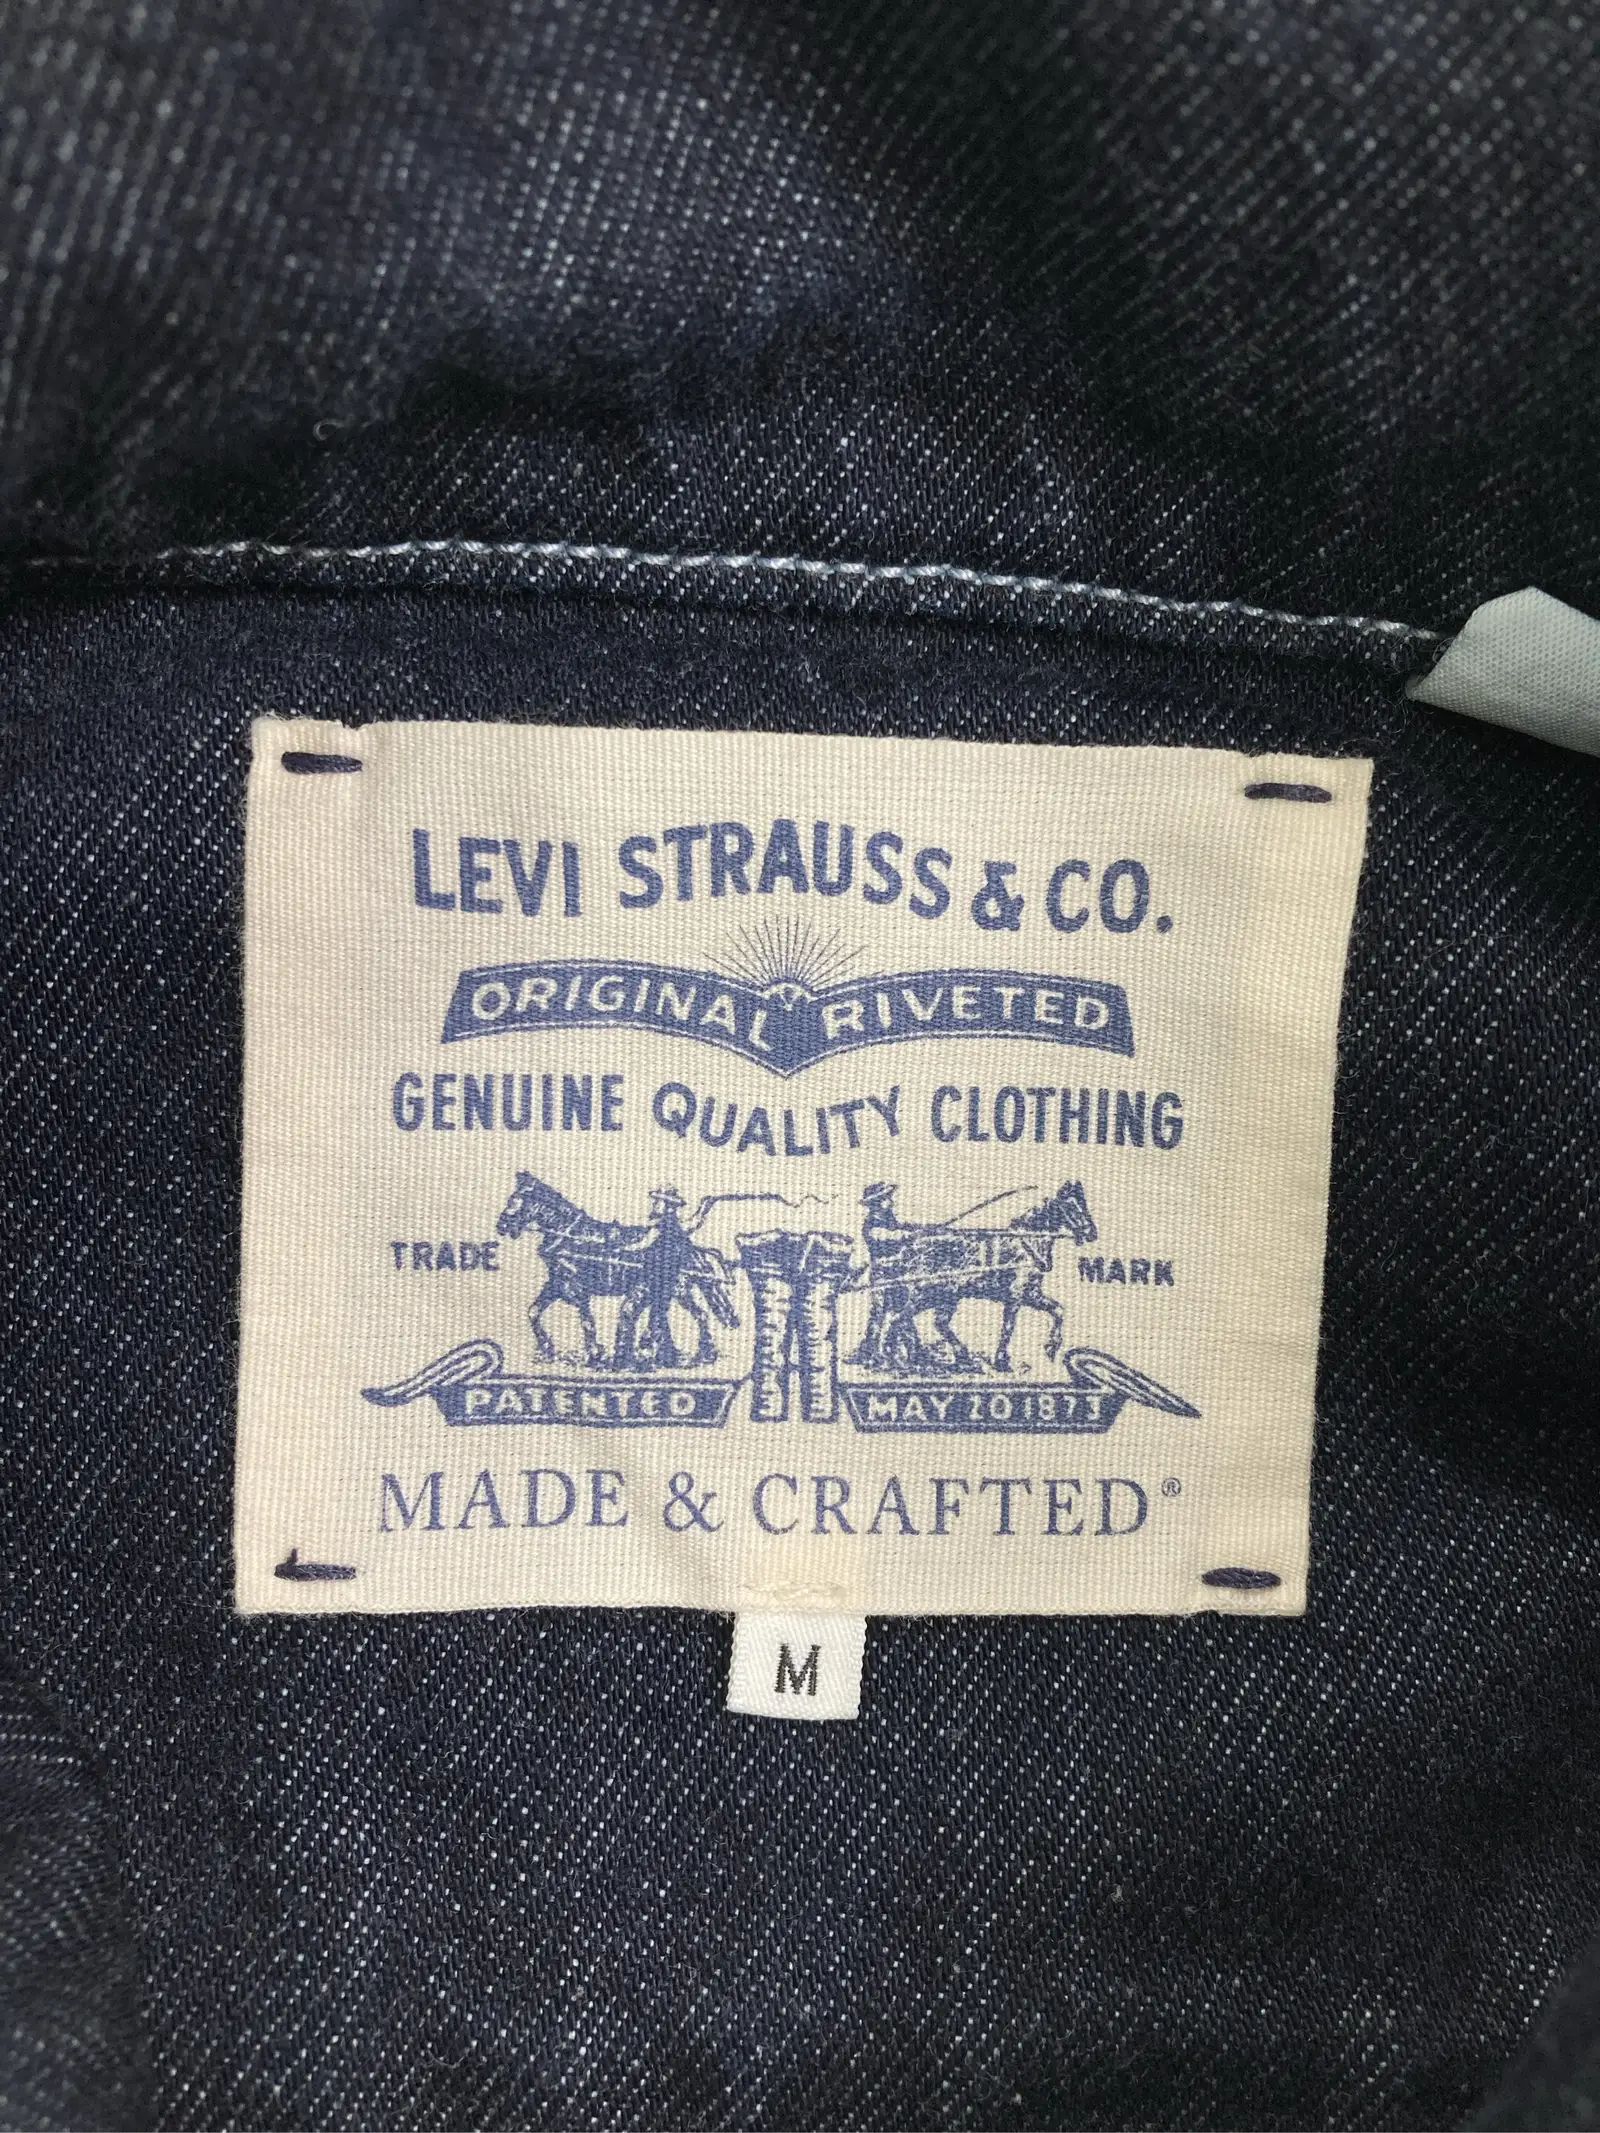 LEVI STRAUSS & CO.
ORIGINAL RIVETED
GENUINE QUALITY CLOTHING
TRADE MARK
PATENTED MAY 20 1873
MADE & CRAFTED®
M